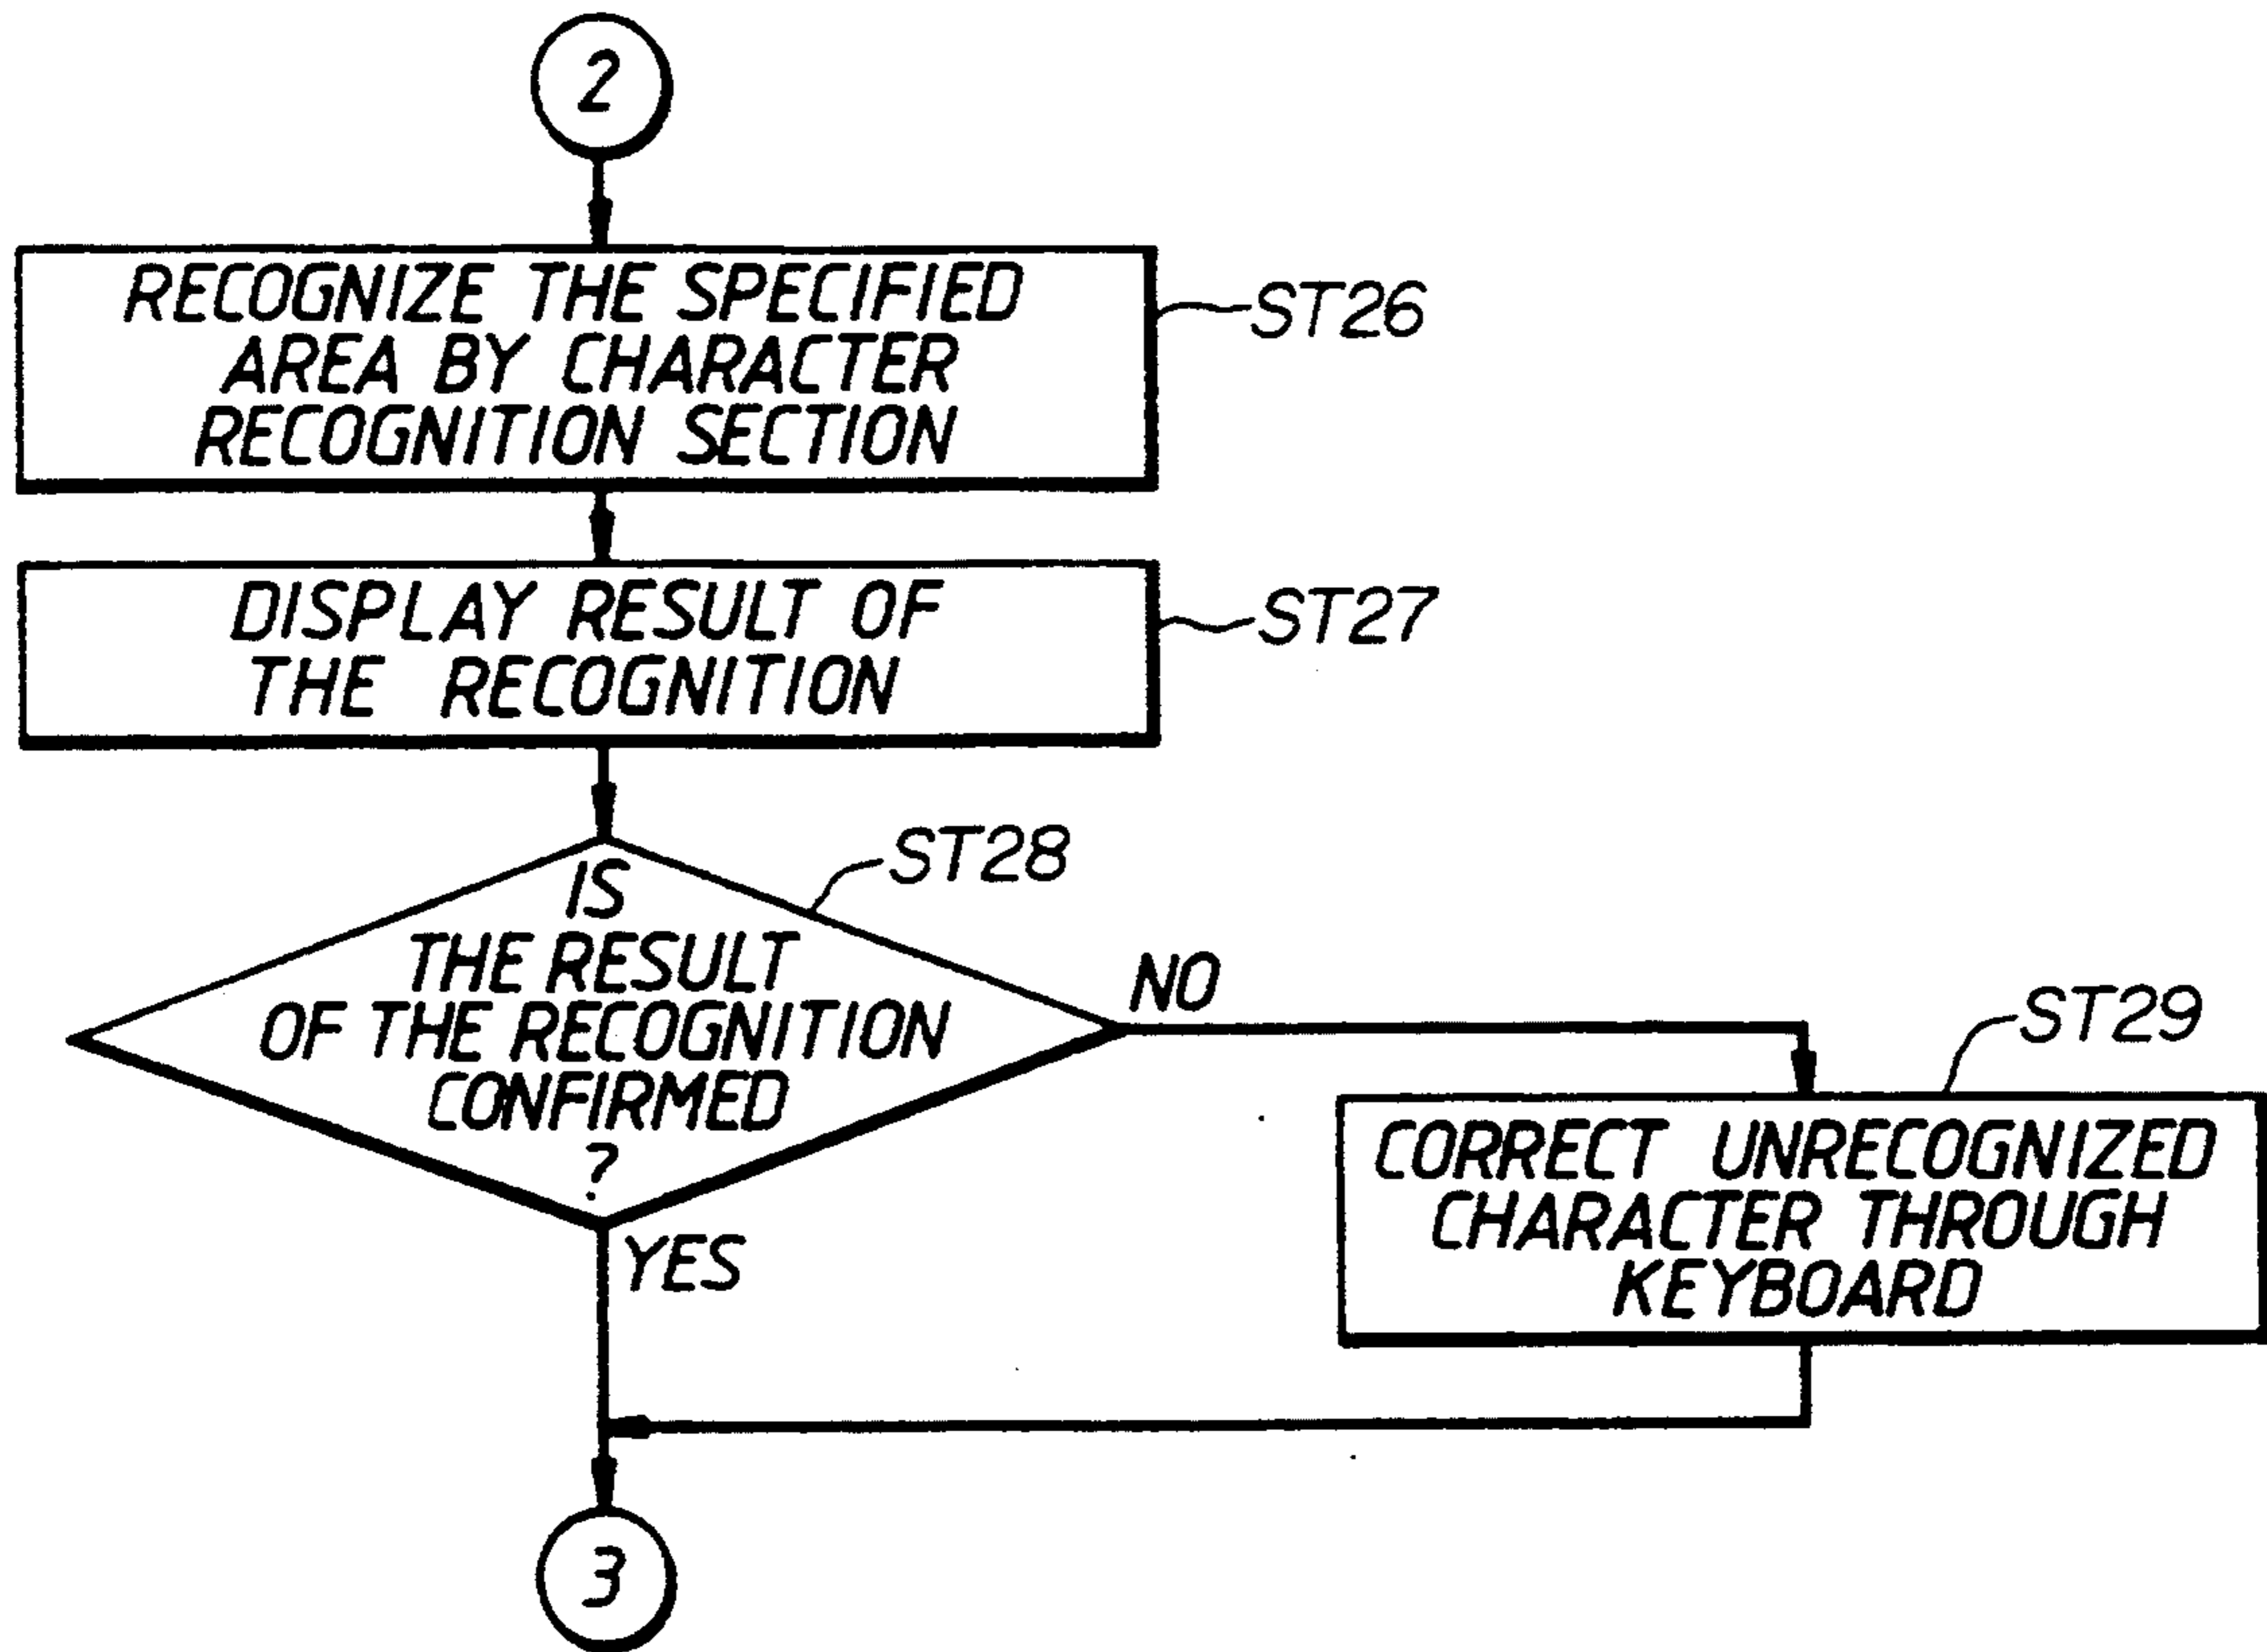 2
RECOGNIZE THE SPECIFIED
AREA BY CHARACTER
RECOGNITION SECTION
ST26
DISPLAY RESULT OF
THE RECOGNITION
ST27
ST28
IS
THE RESULT
OF THE RECOGNITION
CONFIRMED
?
NO
YES
ST29
CORRECT UNRECOGNIZED
CHARACTER THROUGH
KEYBOARD
3